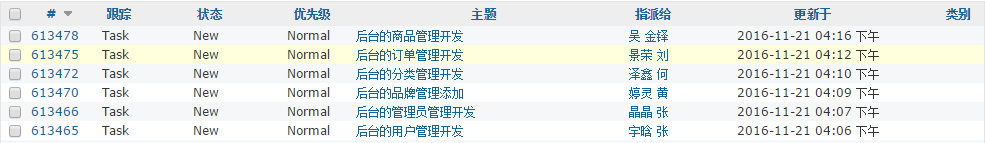 # 跟踪 状态 优先级 主题 指派给 更新于 类别
613478 Task New Normal 后台的商品管理开发 吴 金铎 2016-11-21 04:16 下午
613475 Task New Normal 后台的订单管理开发 景荣 刘 2016-11-21 04:12 下午
613472 Task New Normal 后台的分类管理开发 泽鑫 何 2016-11-21 04:10 下午
613470 Task New Normal 后台的品牌管理添加 婷灵 黄 2016-11-21 04:09 下午
613466 Task New Normal 后台的管理员管理开发 晶晶 张 2016-11-21 04:07 下午
613465 Task New Normal 后台的用户管理开发 宇晗 张 2016-11-21 04:06 下午